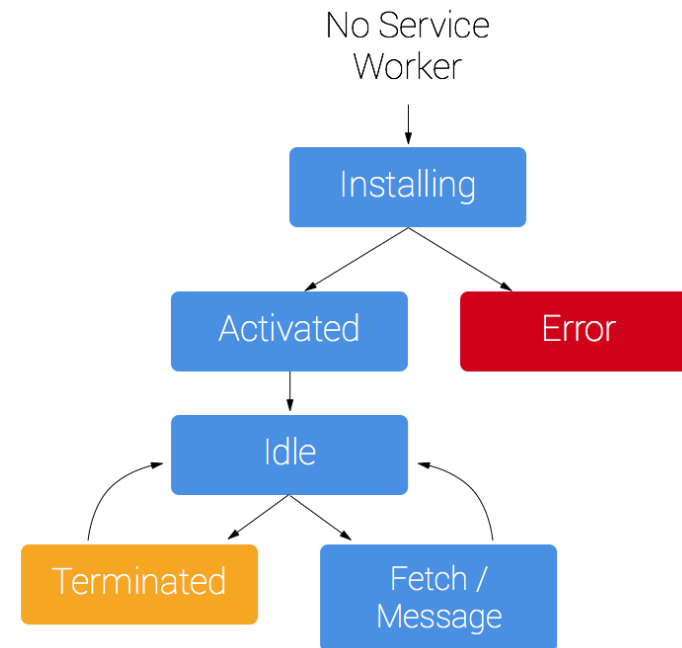 No Service
Worker
Installing
Activated
Error
Idle
Terminated
Fetch /
Message